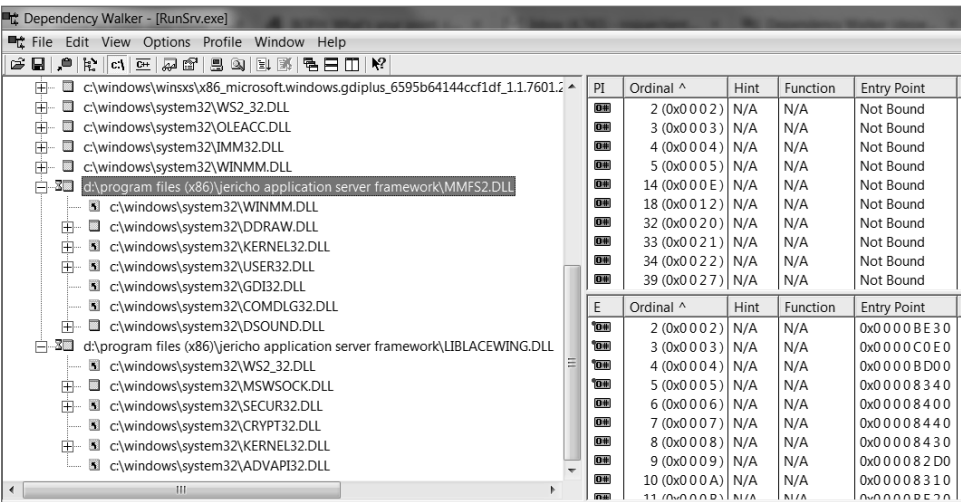 Dependency Walker - [RunSrv.exe]
File Edit View Options Profile Window Help
c:\windows\winsxs\x86_microsoft.windows.gdiplus_6595b64144ccf1df_1.1.7601.2
c:\windows\system32\WS2_32.DLL
c:\windows\system32\OLEACC.DLL
c:\windows\system32\IMM32.DLL
c:\windows\system32\WINMM.DLL
d:\program files (x86)\jericho application server framework\MMFS2.DLL
c:\windows\system32\WINMM.DLL
c:\windows\system32\DDRAW.DLL
c:\windows\system32\KERNEL32.DLL
c:\windows\system32\USER32.DLL
c:\windows\system32\GDI32.DLL
c:\windows\system32\COMDLG32.DLL
c:\windows\system32\DSOUND.DLL
d:\program files (x86)\jericho application server framework\LIBLACEWING.DLL
c:\windows\system32\WS2_32.DLL
c:\windows\system32\MSWSOCK.DLL
c:\windows\system32\SECUR32.DLL
c:\windows\system32\CRYPT32.DLL
c:\windows\system32\KERNEL32.DLL
c:\windows\system32\ADVAPI32.DLL
PI Ordinal ^ Hint Function Entry Point
2 (0x0002) N/A N/A Not Bound
3 (0x0003) N/A N/A Not Bound
4 (0x0004) N/A N/A Not Bound
5 (0x0005) N/A N/A Not Bound
14 (0x000E) N/A N/A Not Bound
18 (0x0012) N/A N/A Not Bound
32 (0x0020) N/A N/A Not Bound
33 (0x0021) N/A N/A Not Bound
34 (0x0022) N/A N/A Not Bound
39 (0x0027) N/A N/A Not Bound
E Ordinal ^ Hint Function Entry Point
2 (0x0002) N/A N/A 0x0000BE30
3 (0x0003) N/A N/A 0x0000C0E0
4 (0x0004) N/A N/A 0x0000BD00
5 (0x0005) N/A N/A 0x00008340
6 (0x0006) N/A N/A 0x00008400
7 (0x0007) N/A N/A 0x00008440
8 (0x0008) N/A N/A 0x00008430
9 (0x0009) N/A N/A 0x000082D0
10 (0x000A) N/A N/A 0x00008310
11 (0x000B) N/A N/A